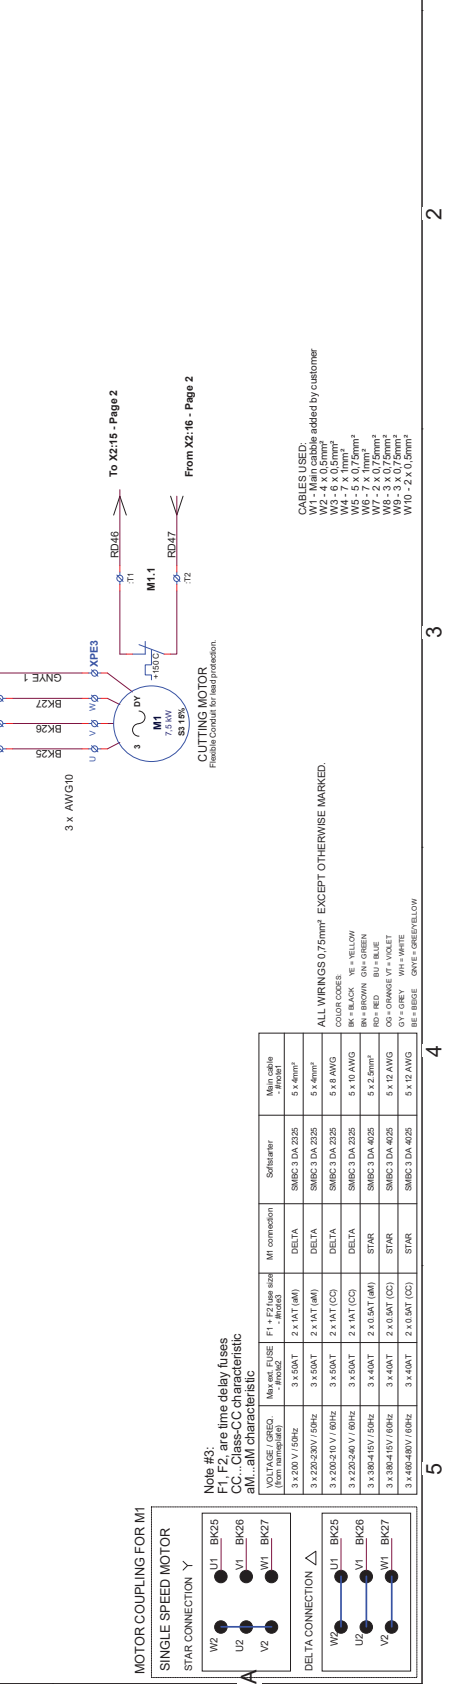 MOTOR COUPLING FOR M1
SINGLE SPEED MOTOR
STAR CONNECTION Y
W2 U1 BK25
U2 V1 BK26
V2 W1 BK27
DELTA CONNECTION △
W2 U1 BK25
U2 V1 BK26
V2 W1 BK27
A
Note #3:
F1, F2, are time delay fuses
CC...Class-CC characteristic
aM...aM characteristic
VOLTAGE / GREQ. (from nameplate) Max ext. FUSE - #note2 F1 + F2 fuse size - #note3 M1 connection Softstarter Main cable - #note1
3 x 200 V / 50Hz 3 x 50AT 2 x 1AT (aM) DELTA SMBC 3 DA 2325 5 x 4mm²
3 x 220-230V / 50Hz 3 x 50AT 2 x 1AT (aM) DELTA SMBC 3 DA 2325 5 x 4mm²
3 x 200-210 V / 60Hz 3 x 50AT 2 x 1AT (CC) DELTA SMBC 3 DA 2325 5 x 8 AWG
3 x 220-240 V / 60Hz 3 x 50AT 2 x 1AT (CC) DELTA SMBC 3 DA 2325 5 x 10 AWG
3 x 380-415V / 50Hz 3 x 40AT 2 x 0.5AT (aM) STAR SMBC 3 DA 4025 5 x 2.5mm²
3 x 380-415V / 60Hz 3 x 40AT 2 x 0.5AT (CC) STAR SMBC 3 DA 4025 5 x 12 AWG
3 x 460-480V / 60Hz 3 x 40AT 2 x 0.5AT (CC) STAR SMBC 3 DA 4025 5 x 12 AWG
ALL WIRINGS 0,75mm² EXCEPT OTHERWISE MARKED.
COLOR CODES:
BK = BLACK YE = YELLOW
BN = BROWN GN = GREEN
RD = RED BU = BLUE
OG = ORANGE VT = VIOLET
GY = GREY WH = WHITE
BE = BEIGE GNYE = GREEYELLOW
3 x AWG10
BK25
BK26
BK27
GNYE 1
U
V
W
XPE3
3
DY
M1
7,5 kW
S3 15%
CUTTING MOTOR
Flexible Conduit for lead protection.
+150 C
M1.1
:T1
:T2
RD46
RD47
To X2:15 - Page 2
From X2:16 - Page 2
CABLES USED:
W1 - Main cabble added by customer
W2 - 4 x 0,5mm²
W3 - 6 x 0,5mm²
W4 - 7 x 1mm²
W5 - 5 x 0,75mm²
W6 - 7 x 1mm²
W7 - 2 x 0,75mm²
W8 - 3 x 0,75mm²
W9 - 3 x 0,75mm²
W10 - 2 x 0,5mm²
5
4
3
2